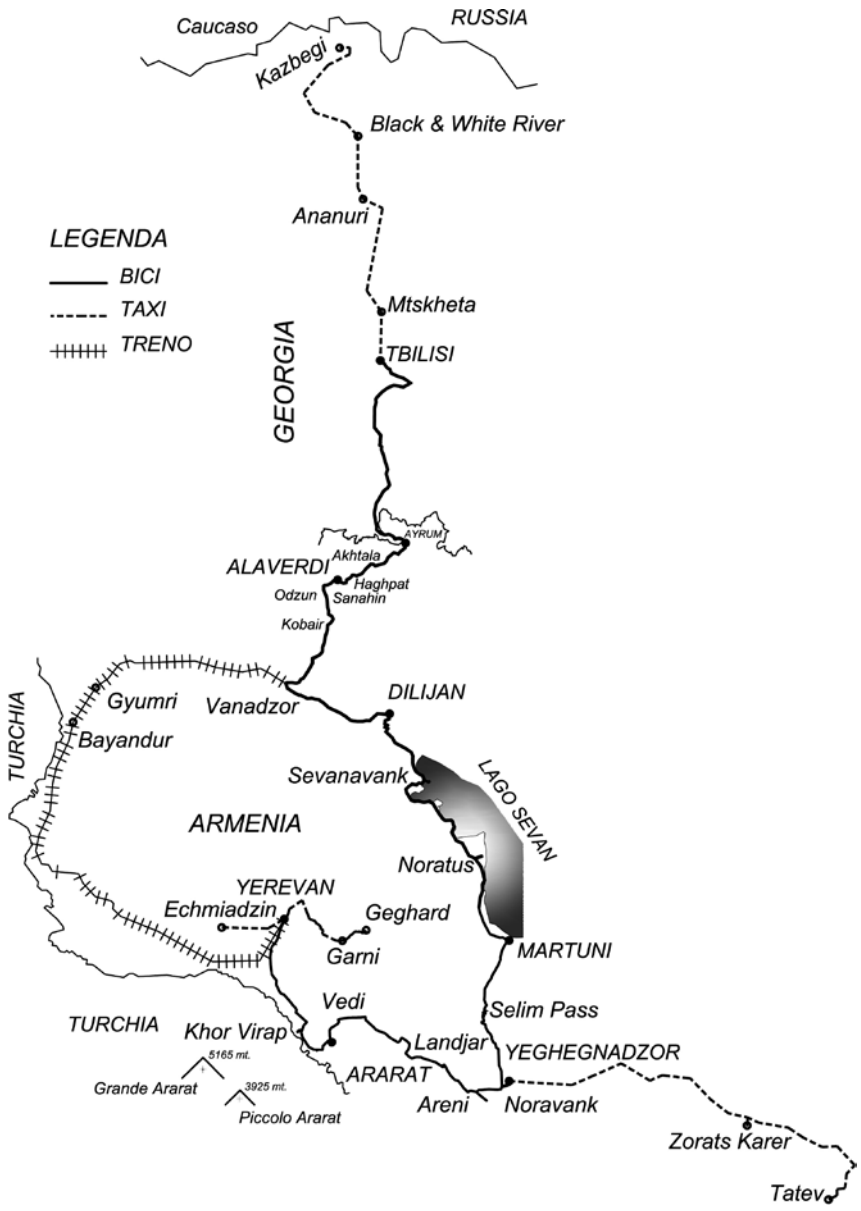 RUSSIA
Caucaso
Kazbegi
Black & White River
Ananuri
LEGENDA
BICI
TAXI
TRENO
Mtskheta
TBILISI
GEORGIA
AYRUM
Akhtala
ALAVERDI
Haghpat
Odzun
Sanahin
Kobair
DILIJAN
Gyumri
Vanadzor
TURCHIA
Bayandur
Sevanavank
LAGO SEVAN
ARMENIA
Noratus
YEREVAN
Echmiadzin
Geghard
Garni
MARTUNI
Vedi
Selim Pass
TURCHIA
Khor Virap
Landjar
YEGHEGNADZOR
5165 mt.
ARARAT
Grande Ararat
3925 mt.
Areni
Noravank
Piccolo Ararat
Zorats Karer
Tatev